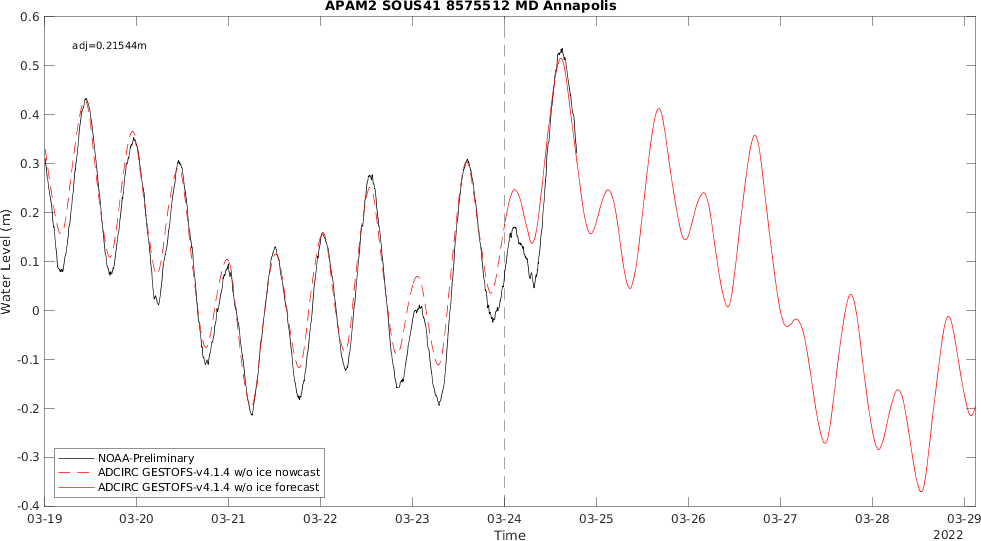 APAM2 SOUS41 8575512 MD Annapolis
adj=0.21544m
0.6
0.5
0.4
0.3
0.2
0.1
0
-0.1
-0.2
-0.3
-0.4
Water Level (m)
NOAA-Preliminary
ADCIRC GESTOFS-v4.1.4 w/o ice nowcast
ADCIRC GESTOFS-v4.1.4 w/o ice forecast
03-19 03-20 03-21 03-22 03-23 03-24 03-25 03-26 03-27 03-28 03-29
Time
2022